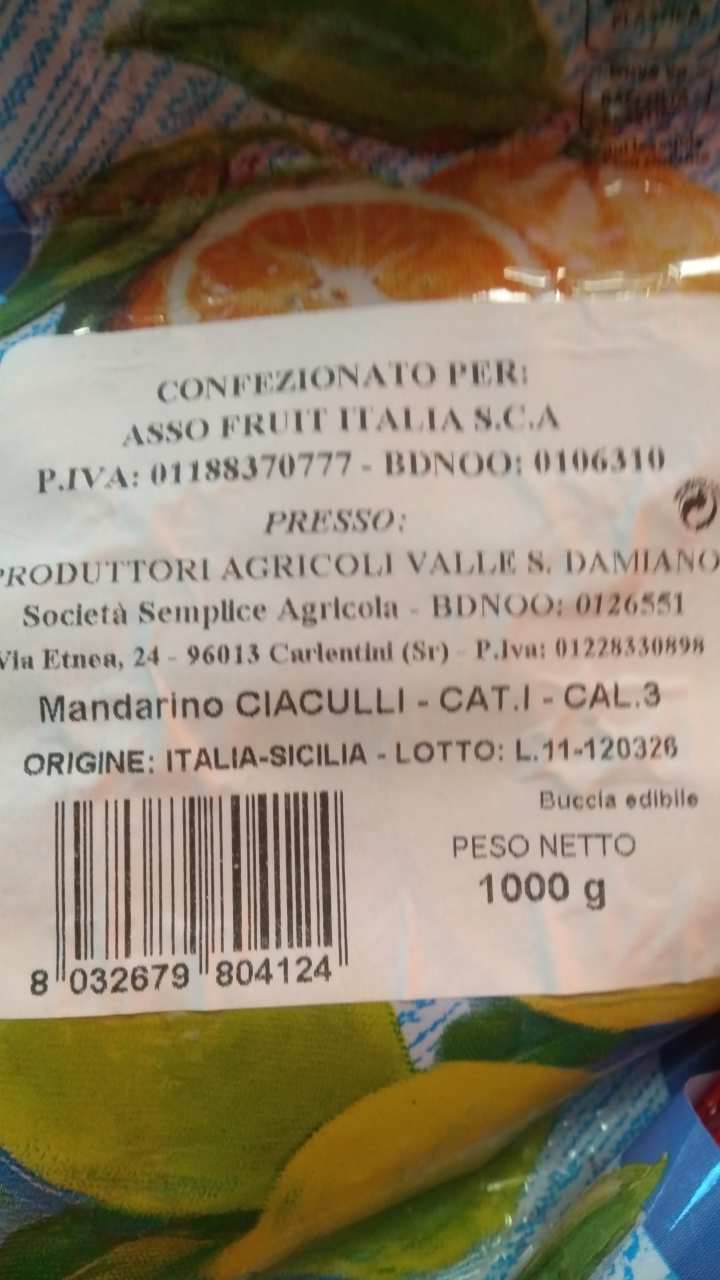 PLASTICA
CONFEZIONATO PER:
ASSO FRUIT ITALIA S.C.A
P.IVA: 01188370777 - BDNOO: 0106310
PRESSO:
PRODUTTORI AGRICOLI VALLE S. DAMIANO
Società Semplice Agricola - BDNOO: 0126551
Via Etnea, 24 - 96013 Carlentini (Sr) - P.Iva: 01228330898
Mandarino CIACULLI - CAT.I - CAL.3
ORIGINE: ITALIA-SICILIA - LOTTO: L.11-120326
Buccia edibile
PESO NETTO
1000 g
8 032679 804124